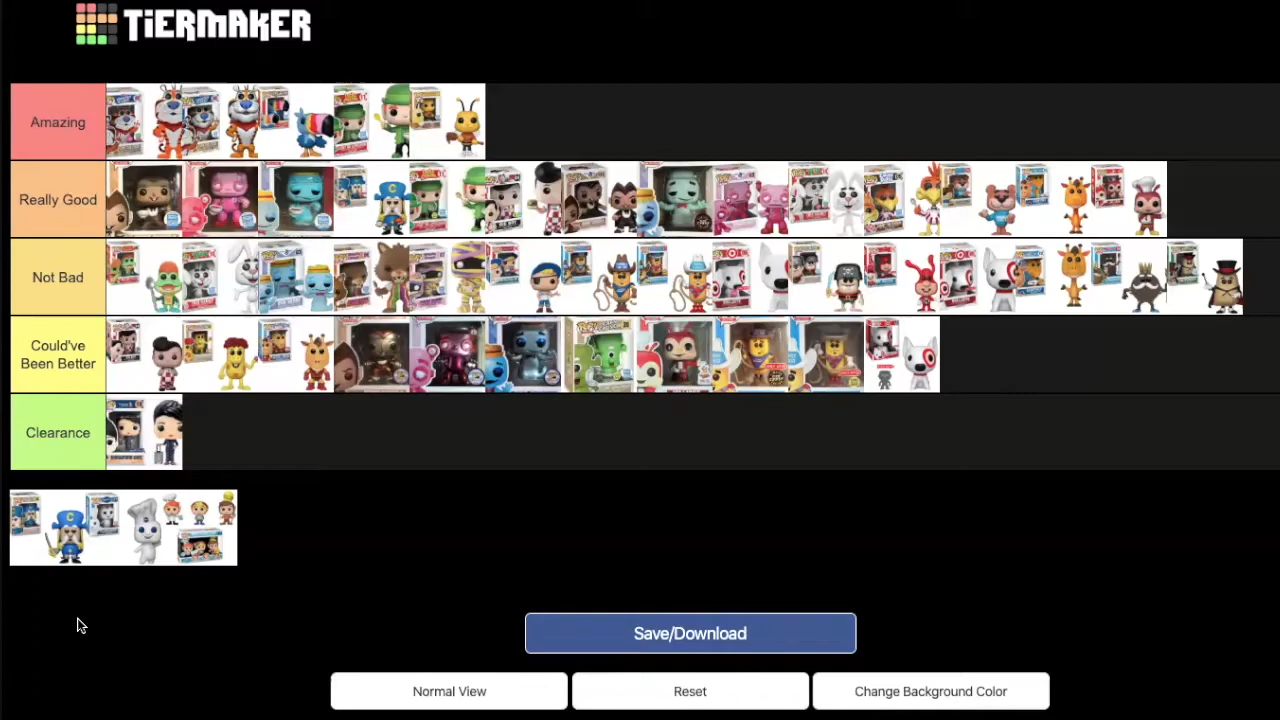 TiERMAKER
Amazing
Really Good
Not Bad
Could've
Been Better
Clearance
Save/Download
Normal View
Reset
Change Background Color